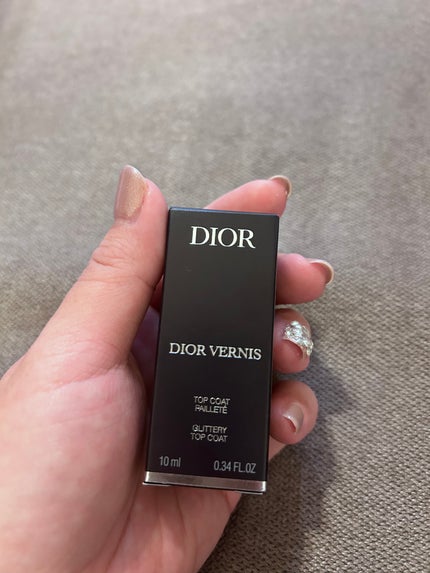 DIOR
DIOR VERNIS
TOP COAT
PAILLETÉ
GLITTERY
TOP COAT
10 ml 0.34 FL.OZ